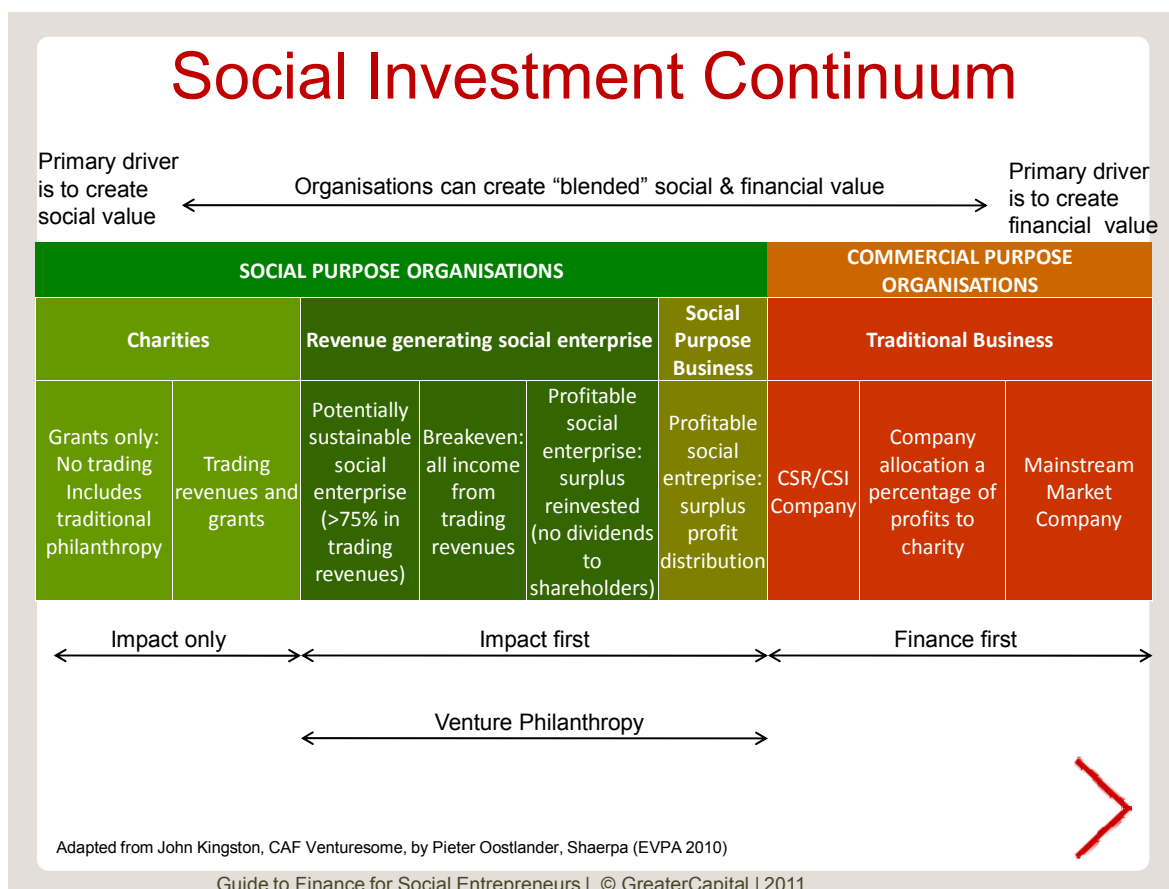 Social Investment Continuum
Primary driver
is to create
social value
Organisations can create “blended” social & financial value
Primary driver
is to create
financial value
SOCIAL PURPOSE ORGANISATIONS
COMMERCIAL PURPOSE
ORGANISATIONS
Charities
Revenue generating social enterprise
Social
Purpose
Business
Traditional Business
Grants only:
No trading
Includes
traditional
philanthropy
Trading
revenues and
grants
Potentially
sustainable
social
enterprise
(>75% in
trading
revenues)
Breakeven:
all income
from
trading
revenues
Profitable
social
enterprise:
surplus
reinvested
(no dividends
to
shareholders)
Profitable
social
entreprise:
surplus
profit
distribution
CSR/CSI
Company
Company
allocation a
percentage of
profits to
charity
Mainstream
Market
Company
Impact only
Impact first
Finance first
Venture Philanthropy
Adapted from John Kingston, CAF Venturesome, by Pieter Oostlander, Shaerpa (EVPA 2010)
Guide to Finance for Social Entrepreneurs | © GreaterCapital | 2011